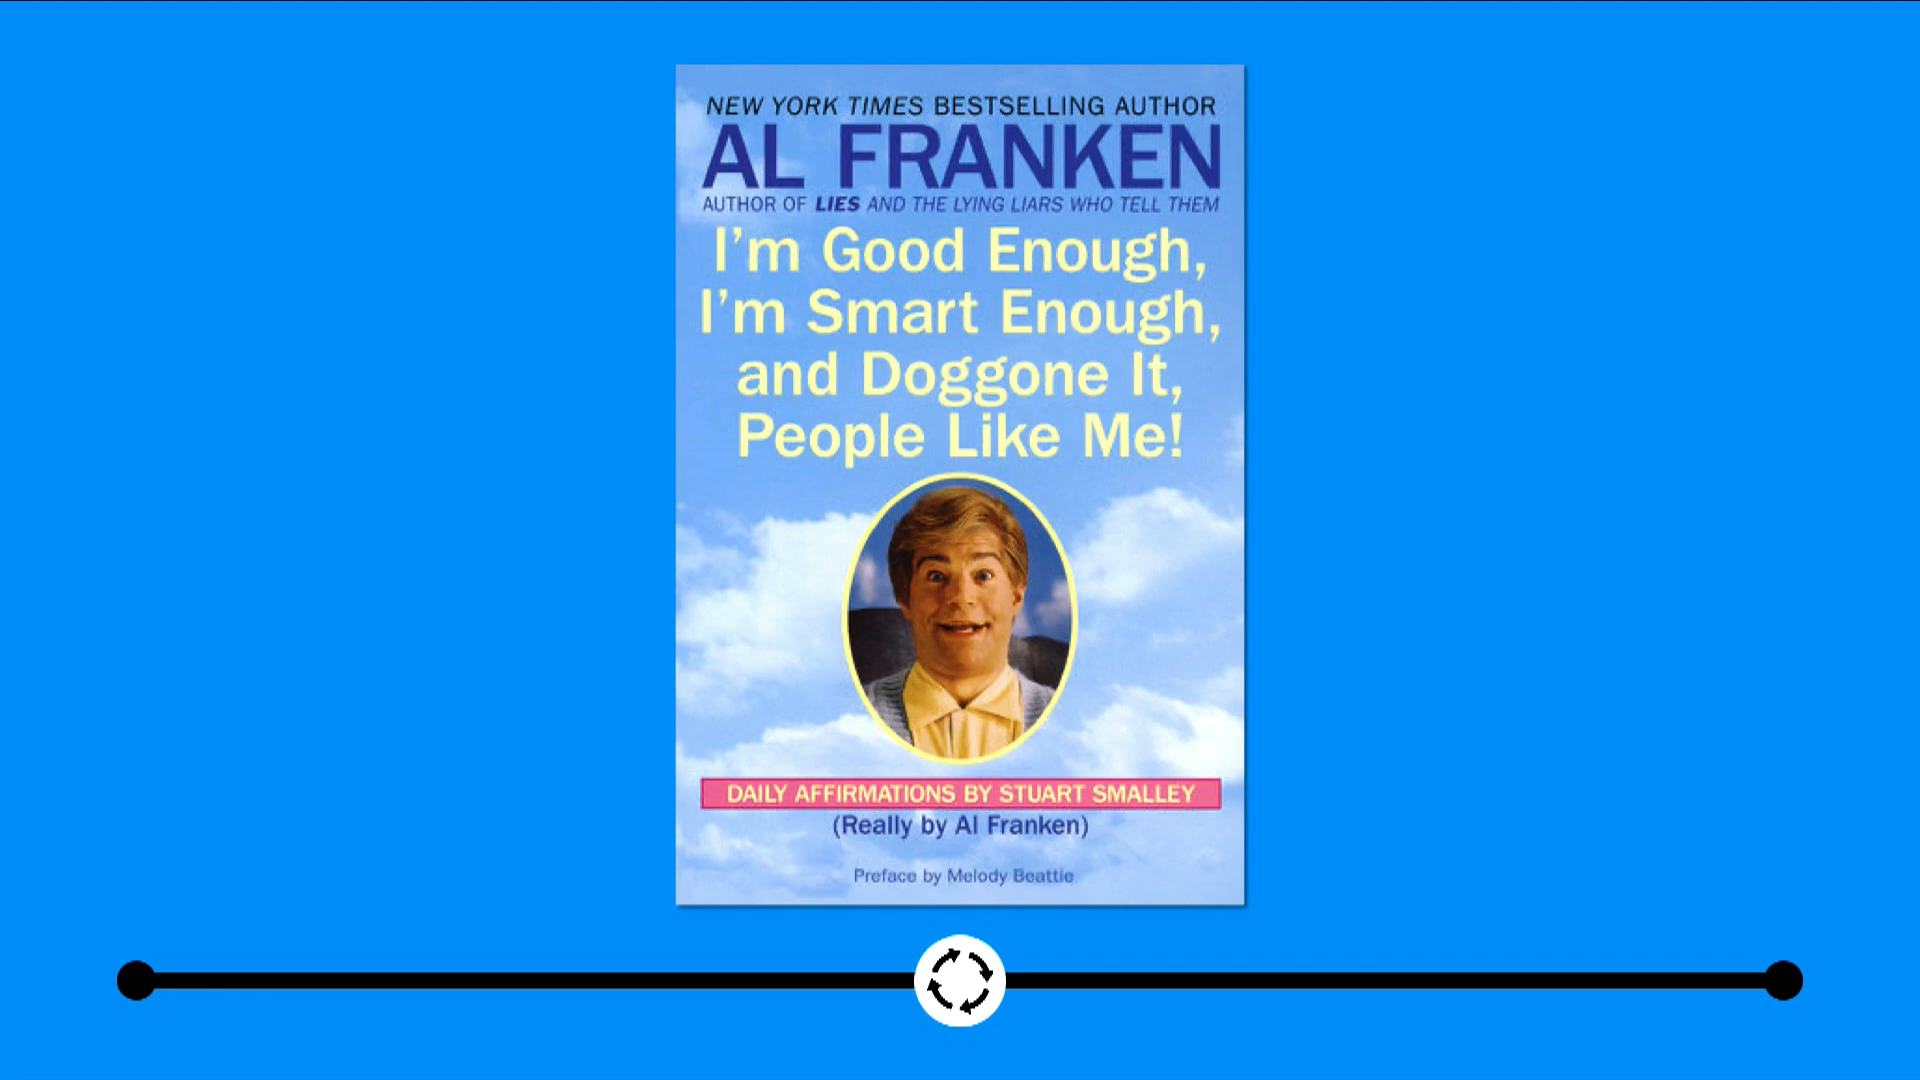 NEW YORK TIMES BESTSELLING AUTHOR
AL FRANKEN
AUTHOR OF LIES AND THE LYING LIARS WHO TELL THEM
I'm Good Enough,
I'm Smart Enough,
and Doggone It,
People Like Me!
DAILY AFFIRMATIONS BY STUART SMALLEY
(Really by Al Franken)
Preface by Melody Beattie